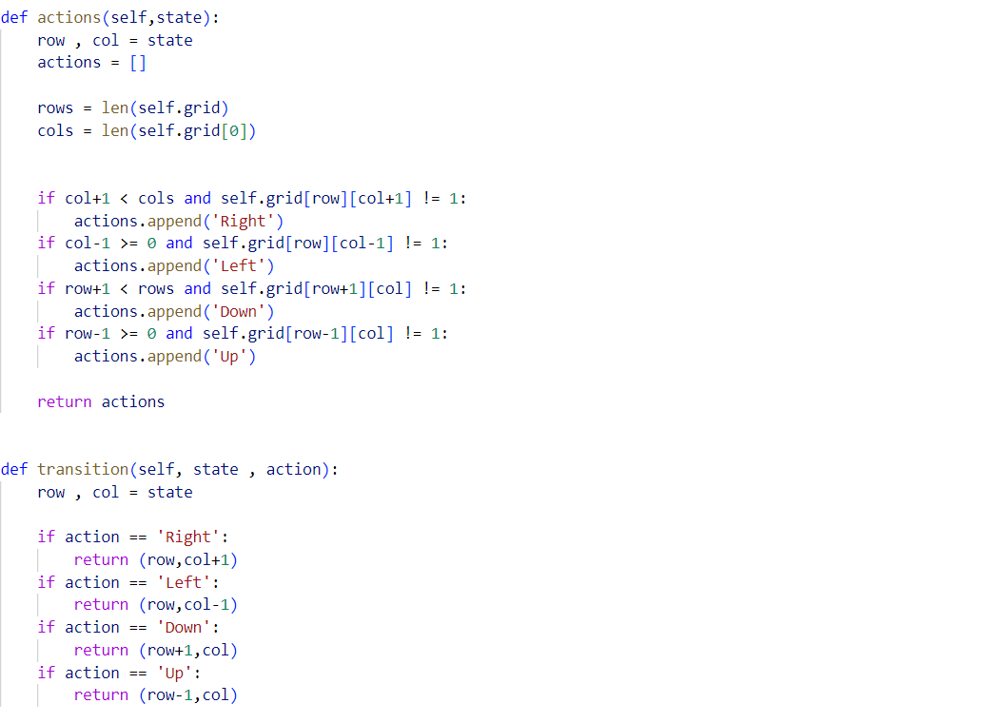 def actions(self,state):
    row , col = state
    actions = []

    rows = len(self.grid)
    cols = len(self.grid[0])


    if col+1 < cols and self.grid[row][col+1] != 1:
        actions.append('Right')
    if col-1 >= 0 and self.grid[row][col-1] != 1:
        actions.append('Left')
    if row+1 < rows and self.grid[row+1][col] != 1:
        actions.append('Down')
    if row-1 >= 0 and self.grid[row-1][col] != 1:
        actions.append('Up')

    return actions


def transition(self, state , action):
    row , col = state

    if action == 'Right':
        return (row,col+1)
    if action == 'Left':
        return (row,col-1)
    if action == 'Down':
        return (row+1,col)
    if action == 'Up':
        return (row-1,col)